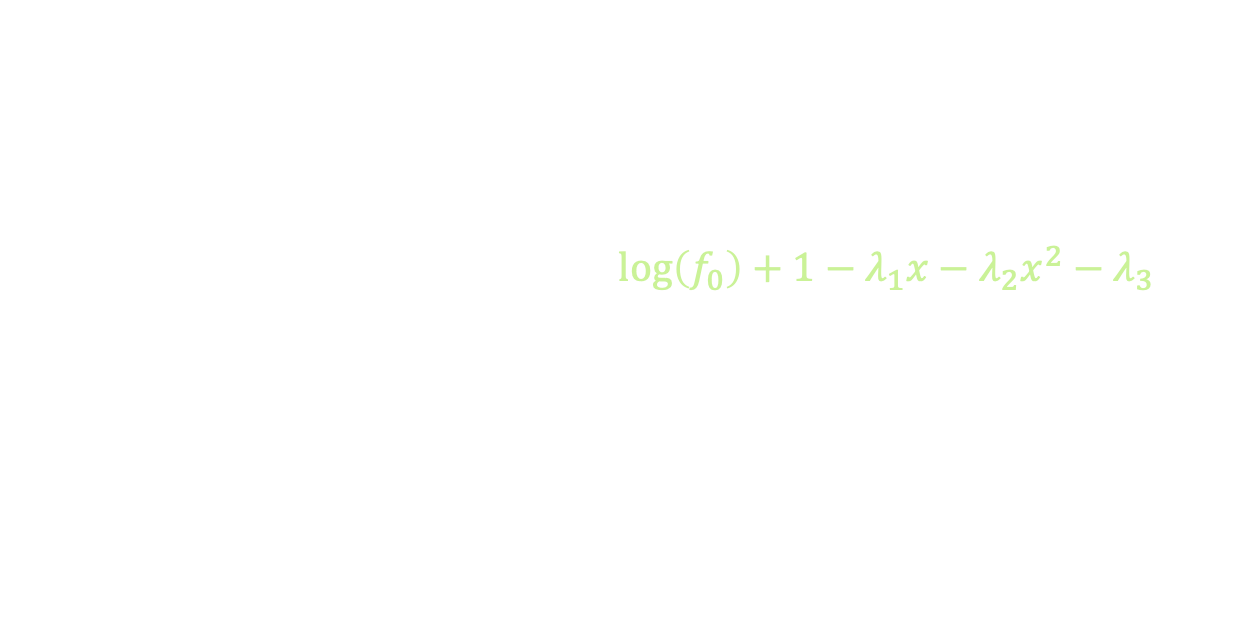 log(𝑓₀) + 1 − 𝜆₁𝑥 − 𝜆₂𝑥² − 𝜆₃